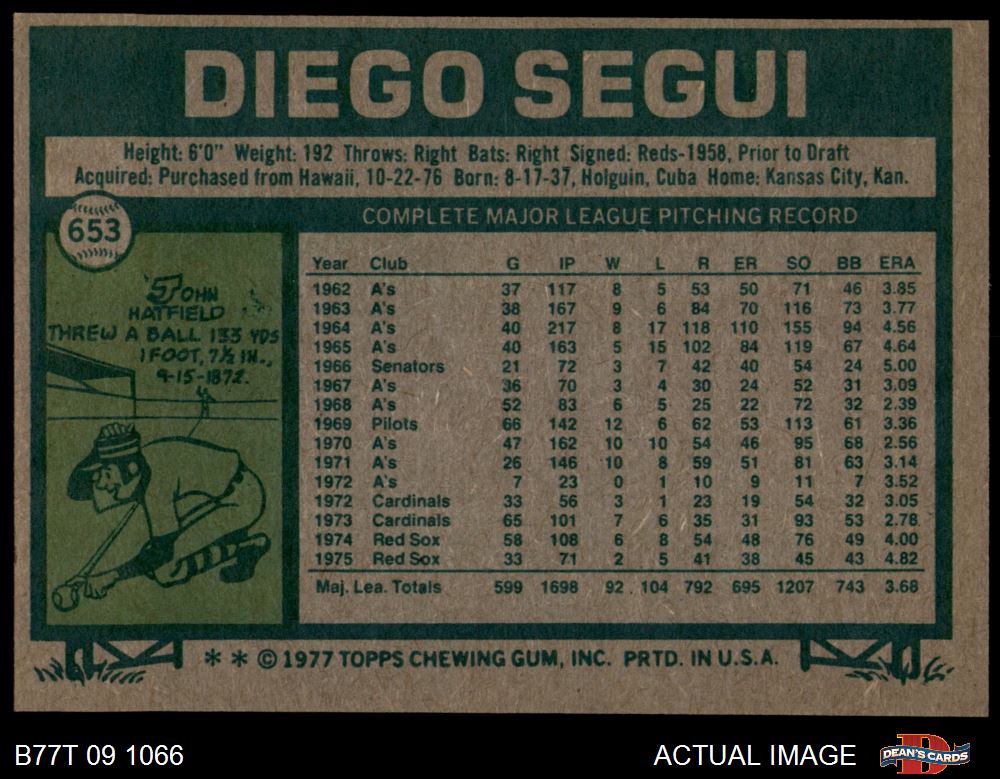 DIEGO SEGUI
Height: 6'0" Weight: 192 Throws: Right Bats: Right Signed: Reds-1958, Prior to Draft
Acquired: Purchased from Hawaii, 10-22-76 Born: 8-17-37, Holguin, Cuba Home: Kansas City, Kan.
653
COMPLETE MAJOR LEAGUE PITCHING RECORD
JOHN
HATFIELD
THREW A BALL 133 YDS
1 FOOT, 7½ IN..,
9-15-1872.
Year Club G IP W L R ER SO BB ERA
1962 A's 37 117 8 5 53 50 71 46 3.85
1963 A's 38 167 9 6 84 70 116 73 3.77
1964 A's 40 217 8 17 118 110 155 94 4.56
1965 A's 40 163 5 15 102 84 119 67 4.64
1966 Senators 21 72 3 7 42 40 54 24 5.00
1967 A's 36 70 3 4 30 24 52 31 3.09
1968 A's 52 83 6 5 25 22 72 32 2.39
1969 Pilots 66 142 12 6 62 53 113 61 3.36
1970 A's 47 162 10 10 54 46 95 68 2.56
1971 A's 26 146 10 8 59 51 81 63 3.14
1972 A's 7 23 0 1 10 9 11 7 3.52
1972 Cardinals 33 56 3 1 23 19 54 32 3.05
1973 Cardinals 65 101 7 6 35 31 93 53 2.78
1974 Red Sox 58 108 6 8 54 48 76 49 4.00
1975 Red Sox 33 71 2 5 41 38 45 43 4.82
Maj. Lea. Totals 599 1698 92 104 792 695 1207 743 3.68
** © 1977 TOPPS CHEWING GUM, INC. PRTD. IN U.S.A.
B77T 09 1066
ACTUAL IMAGE
DEAN'S CARDS